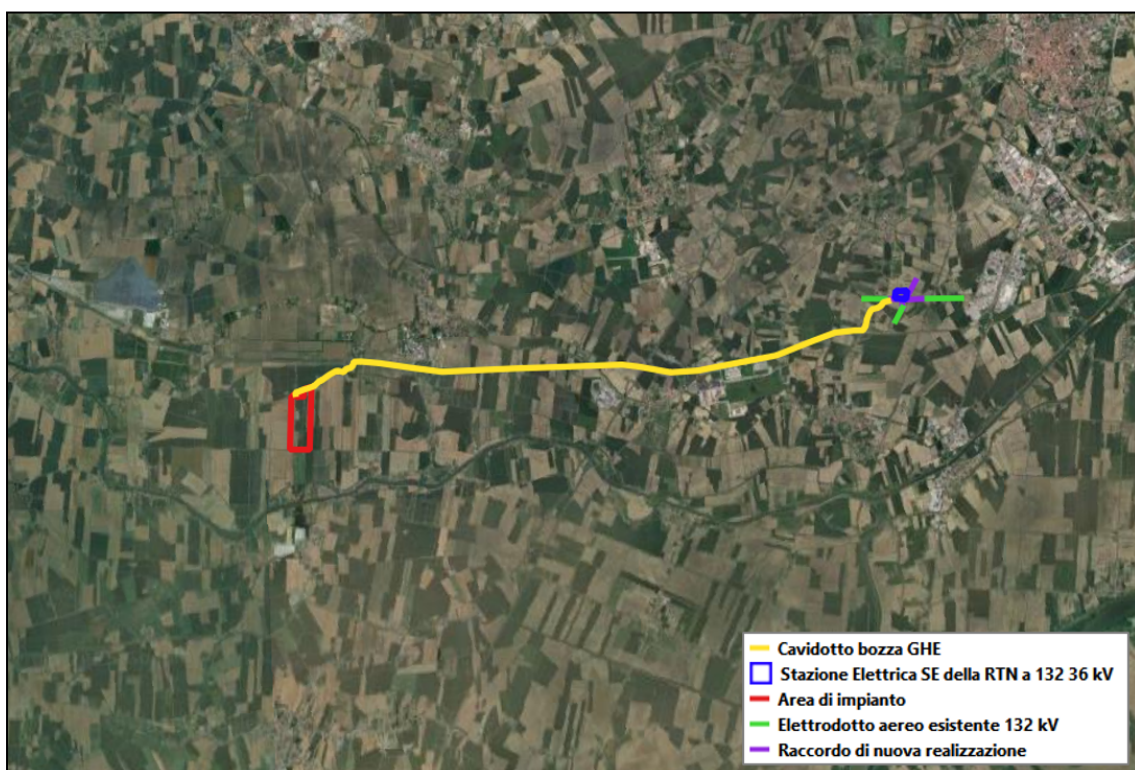 Cavidotto bozza GHE
Stazione Elettrica SE della RTN a 132 36 kV
Area di impianto
Elettrodotto aereo esistente 132 kV
Raccordo di nuova realizzazione